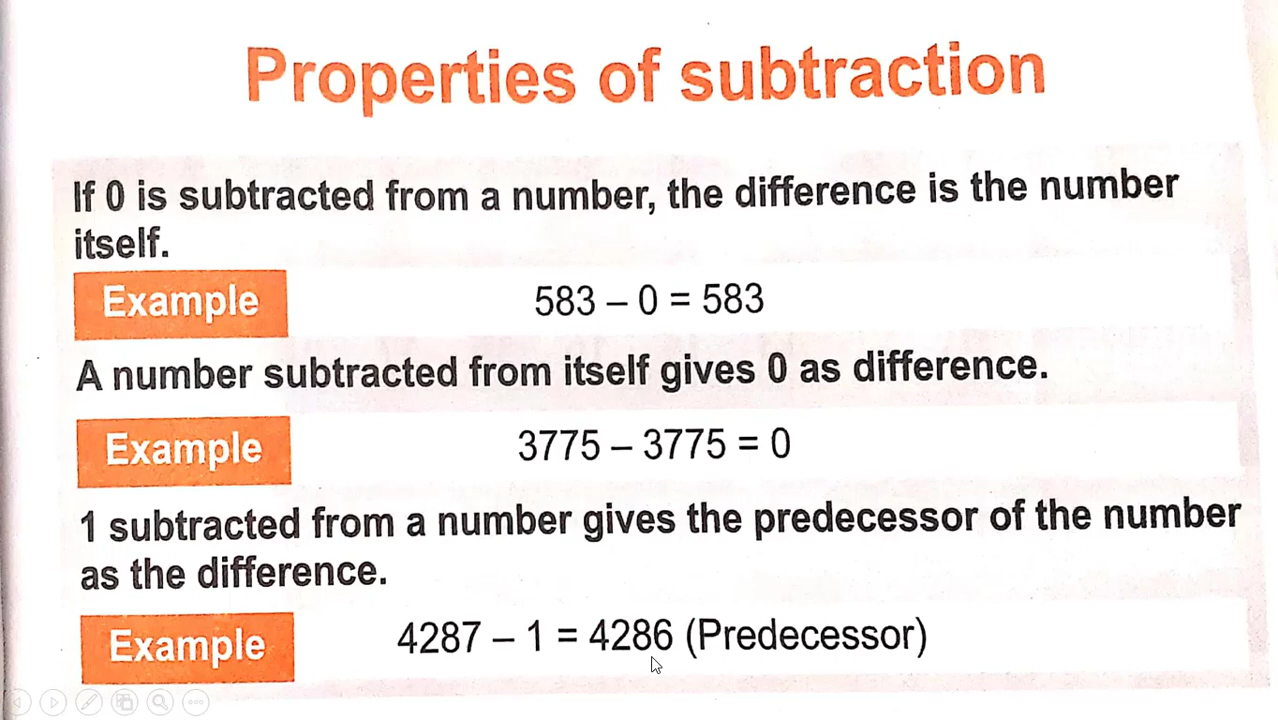 Properties of subtraction
If 0 is subtracted from a number, the difference is the number
itself.
Example 583 – 0 = 583
A number subtracted from itself gives 0 as difference.
Example 3775 – 3775 = 0
1 subtracted from a number gives the predecessor of the number
as the difference.
Example 4287 – 1 = 4286 (Predecessor)